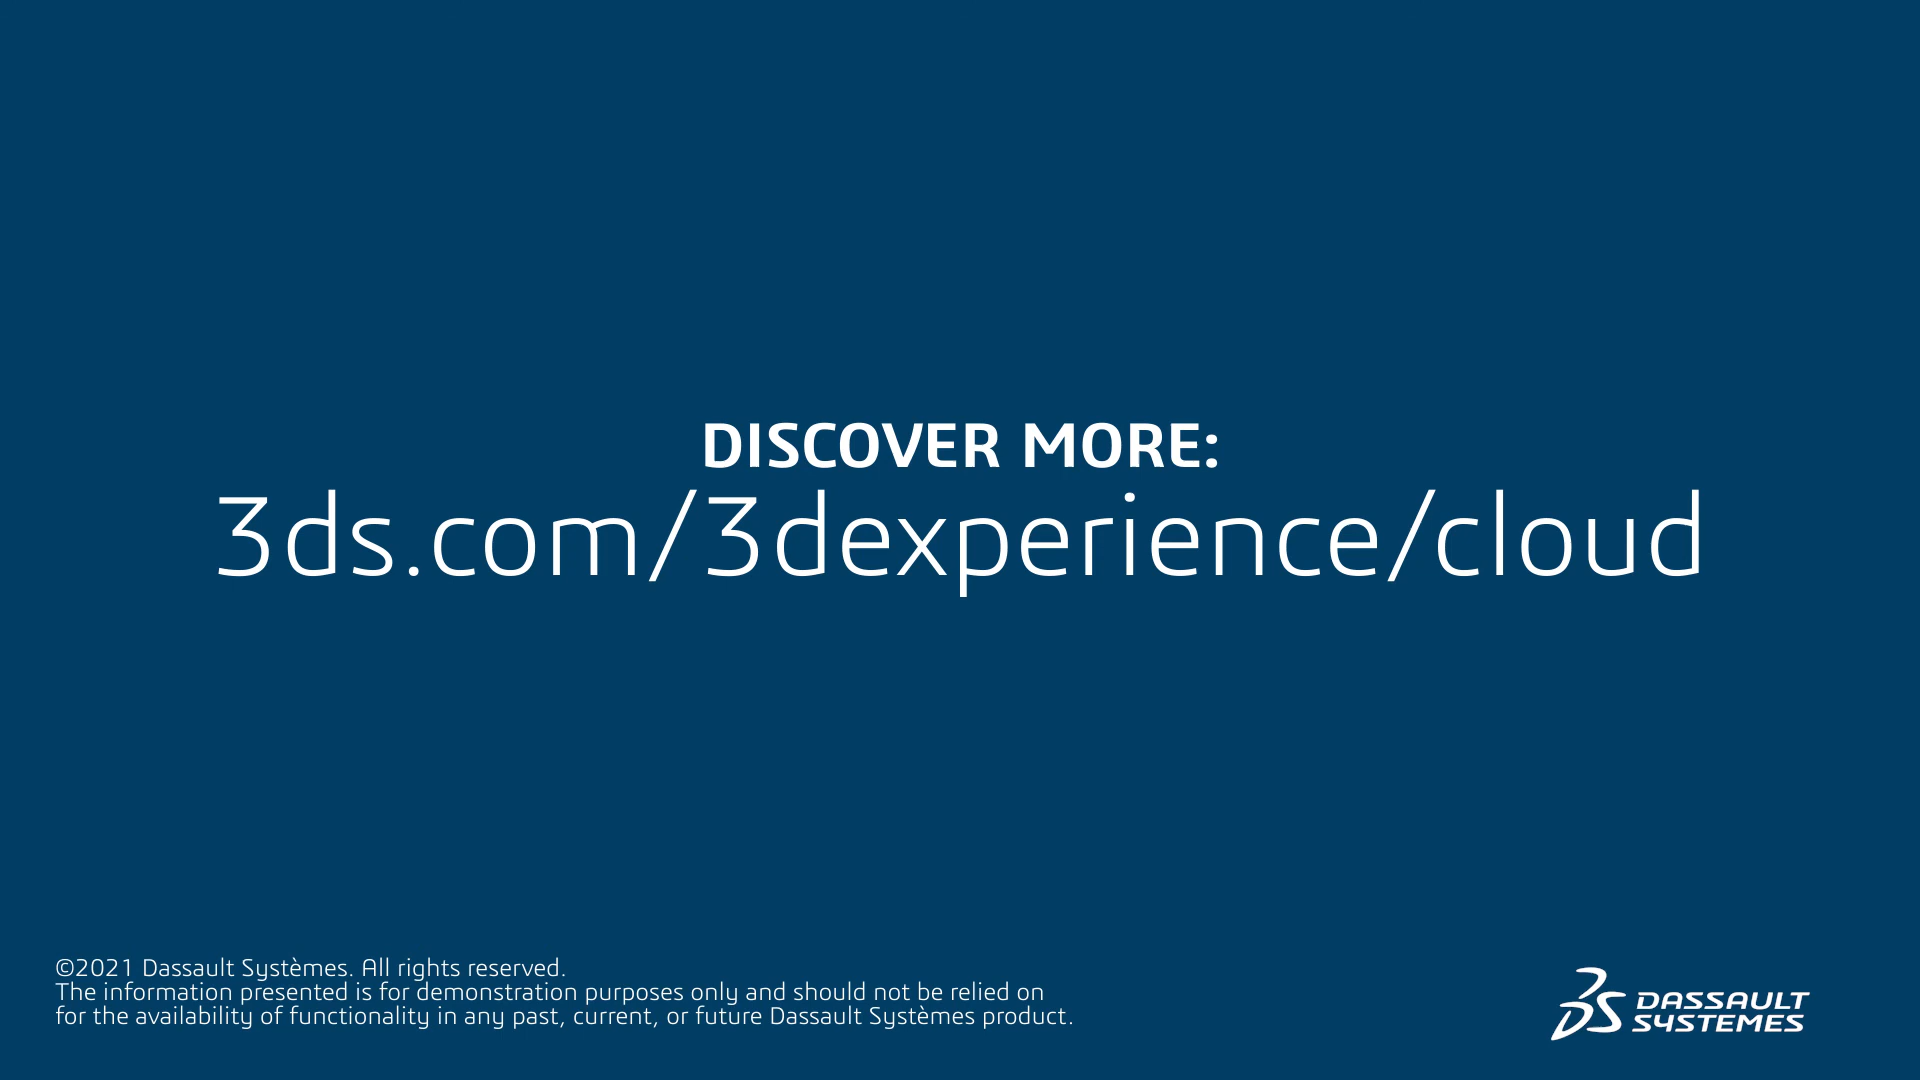 DISCOVER MORE:
3ds.com/3dexperience/cloud
©2021 Dassault Systèmes. All rights reserved.
The information presented is for demonstration purposes only and should not be relied on
for the availability of functionality in any past, current, or future Dassault Systèmes product.
3DS DASSAULT
SYSTEMES